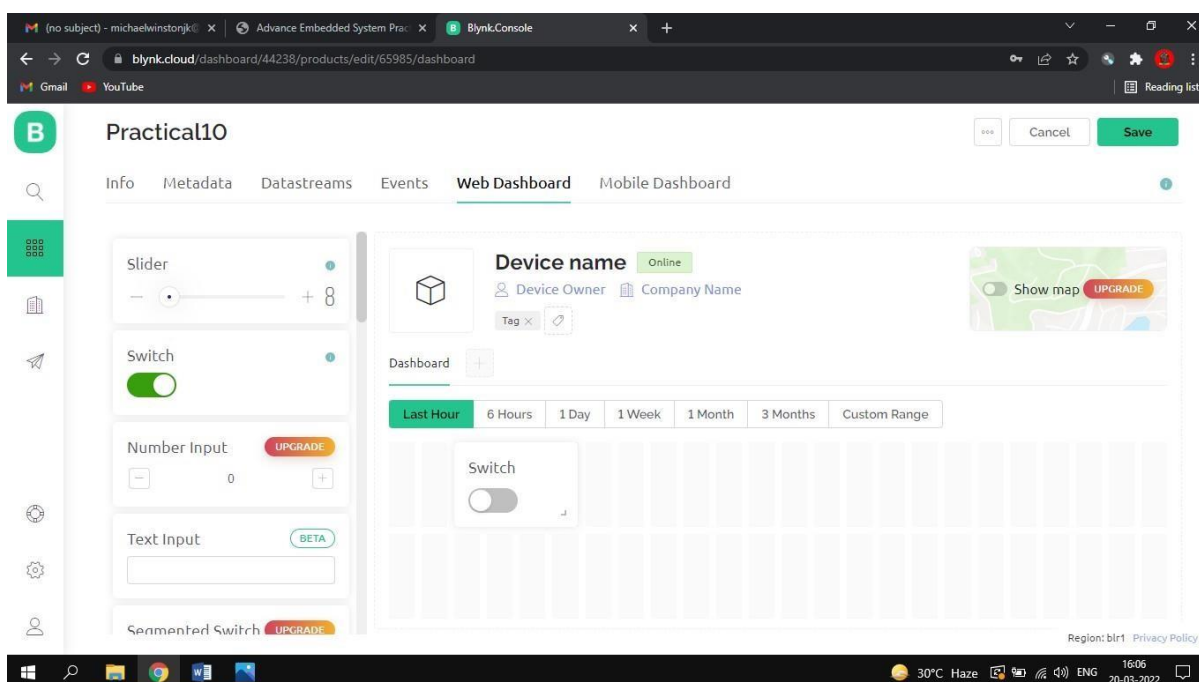 (no subject) - michaelwinstonjk
Advance Embedded System Prac
Blynk.Console
blynk.cloud/dashboard/44238/products/edit/65985/dashboard
Gmail
YouTube
Reading list
B
Practical10
Cancel
Save
Info
Metadata
Datastreams
Events
Web Dashboard
Mobile Dashboard
Slider
8
Device name
Online
Device Owner
Company Name
Tag
Show map
UPGRADE
Switch
Dashboard
Last Hour
6 Hours
1 Day
1 Week
1 Month
3 Months
Custom Range
Number Input
UPGRADE
0
Switch
Text Input
BETA
Segmented Switch
UPGRADE
Region: blr1
Privacy Policy
30°C Haze
ENG
16:06
20-03-2022